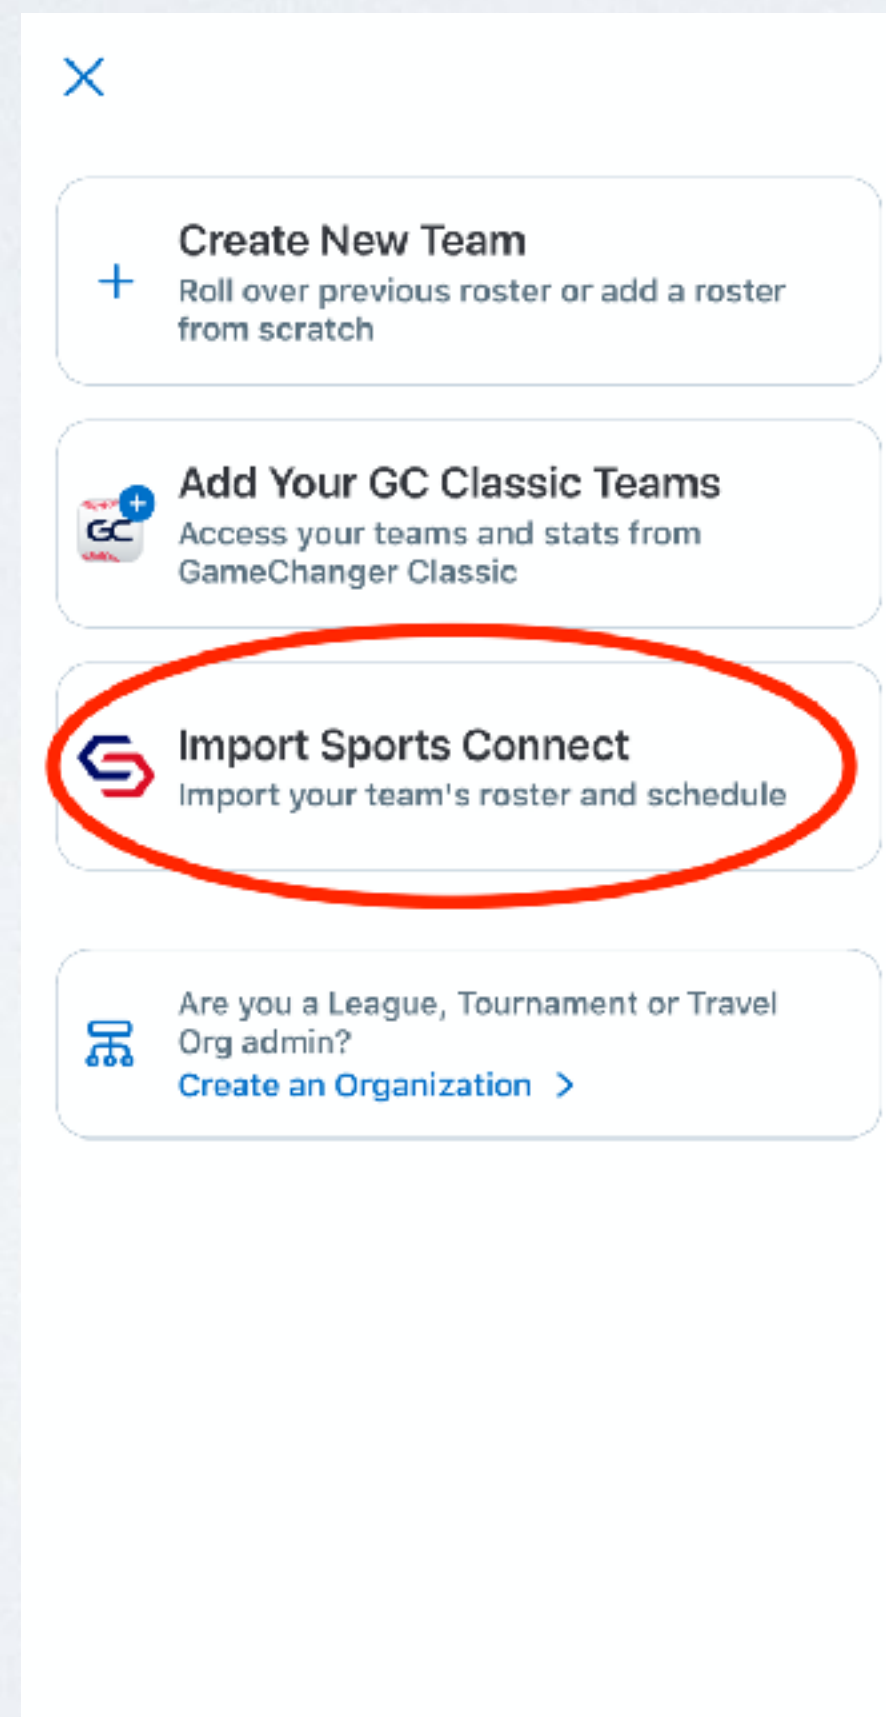 Create New Team
Roll over previous roster or add a roster
from scratch
Add Your GC Classic Teams
GC
Access your teams and stats from
GameChanger Classic
Import Sports Connect
Import your team's roster and schedule
Are you a League, Tournament or Travel
Org admin?
Create an Organization >